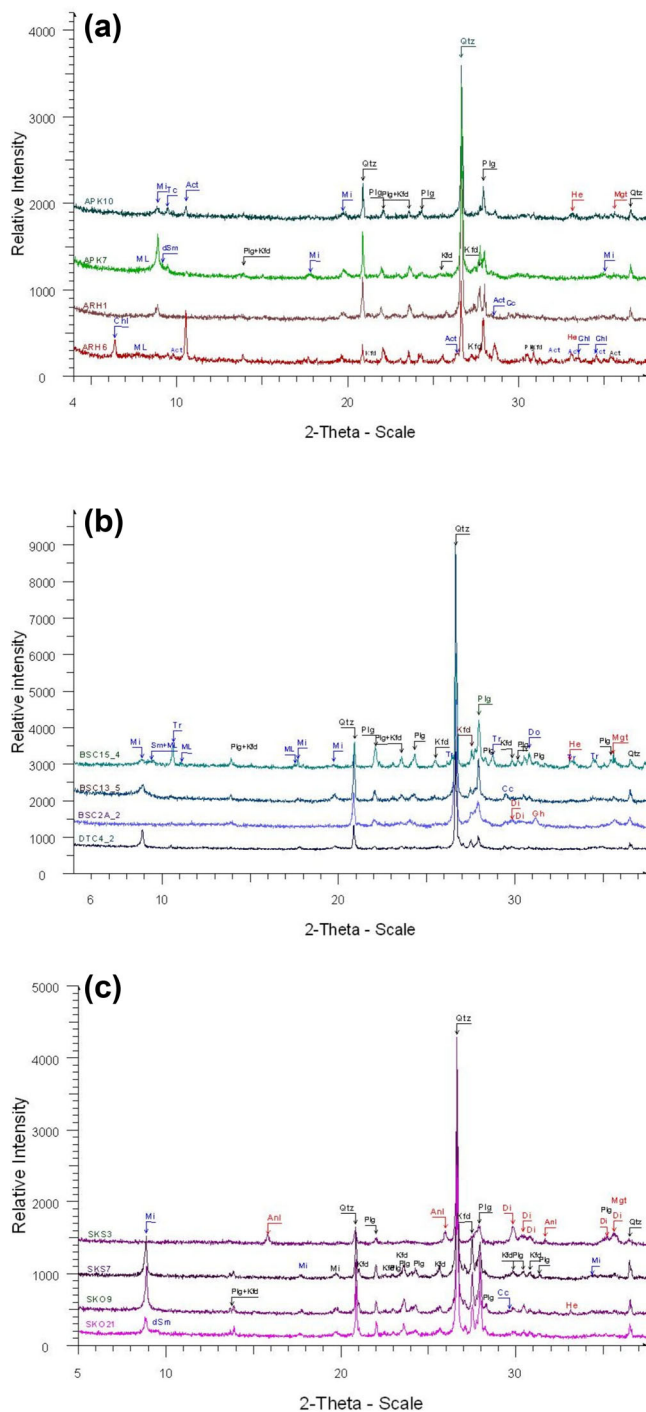 (a)
4000
3000
2000
1000
0
Relative Intensity
Qtz
Qtz
Plg
Mi
Tc
Act
Mi
Plg
Plg+Kfd
Plg
He
Mgt
Qtz
APK10
APK7
ML
dSm
Plg+Kfd
Mi
Kfd
Kfd
Mi
ARH1
Act
Cc
Chl
ARH6
ML
Act
Kfd
Act
Kfd
Kfd
Act
He
Chl
Chl
Act
Act
4 10 20 30
2-Theta - Scale
(b)
9000
8000
7000
6000
5000
4000
3000
2000
1000
0
Relative intensity
Qtz
Qtz
Plg
BSC15_4
Mi
Sm+ML
Tr
ML
Plg+Kfd
ML
Mi
Mi
Plg
Plg+Kfd
Plg
Kfd
Kfd
Plg
Tr
Kfd
Plg
Do
Plg
He
Tr
Tr
Plg
Mgt
Qtz
BSC13_5
Cc
BSC2A_2
Di
Di
Gh
DTC4_2
6 10 20 30
2-Theta - Scale
(c)
5000
4000
3000
2000
1000
0
Relative Intensity
Qtz
Qtz
SKS3
Mi
Anl
Plg
Anl
Kfd
Plg
Di
Di
Di
Anl
Plg
Di
Mgt
Di
Qtz
SKS7
Mi
Mi
Kfd
Kfd
Plg
Kfd
Plg
Plg
Kfd
Kfd
Plg
Kfd
Plg
Mi
SKO9
Plg+Kfd
Plg
Cc
He
SKO21
dSm
5 10 20 30
2-Theta - Scale